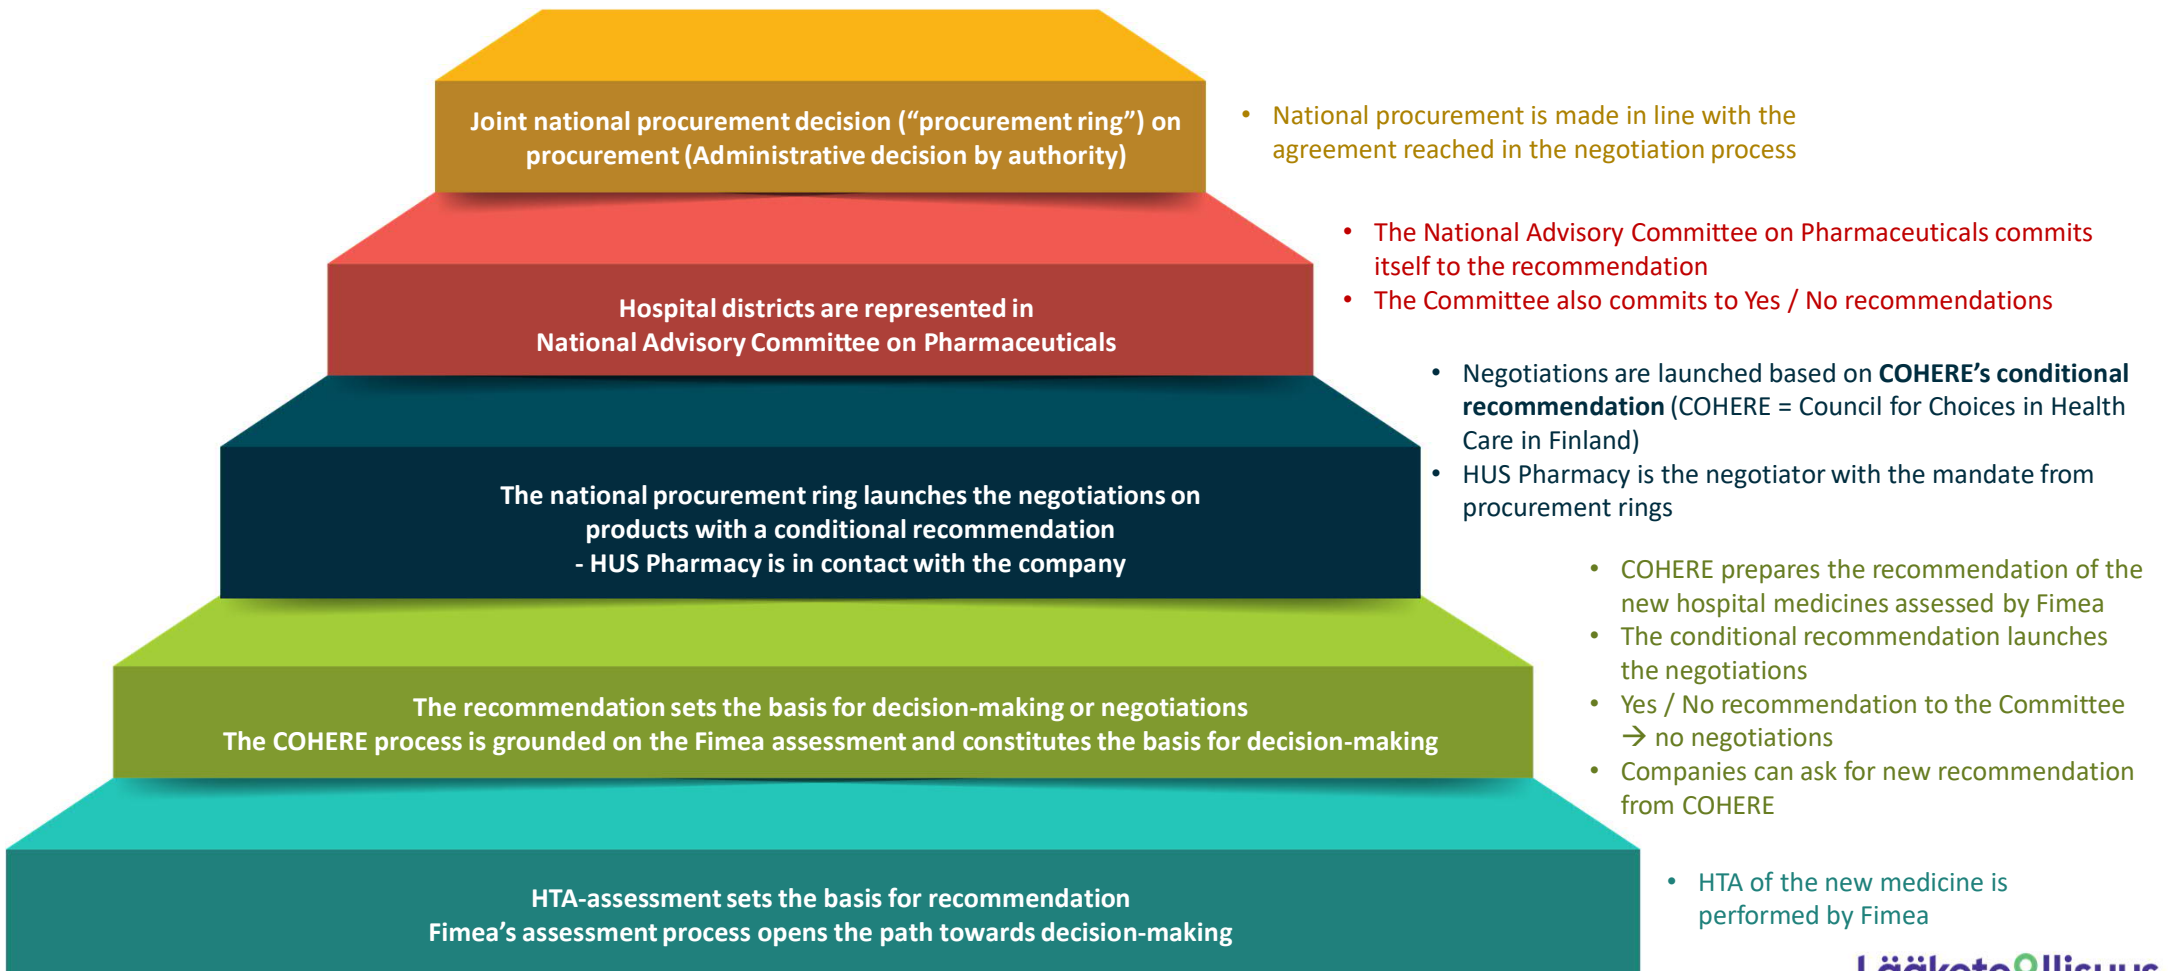 Joint national procurement decision (“procurement ring”) on
procurement (Administrative decision by authority)
• National procurement is made in line with the
agreement reached in the negotiation process
Hospital districts are represented in
National Advisory Committee on Pharmaceuticals
• The National Advisory Committee on Pharmaceuticals commits
itself to the recommendation
• The Committee also commits to Yes / No recommendations
The national procurement ring launches the negotiations on
products with a conditional recommendation
- HUS Pharmacy is in contact with the company
• Negotiations are launched based on COHERE’s conditional
recommendation (COHERE = Council for Choices in Health
Care in Finland)
• HUS Pharmacy is the negotiator with the mandate from
procurement rings
The recommendation sets the basis for decision-making or negotiations
The COHERE process is grounded on the Fimea assessment and constitutes the basis for decision-making
• COHERE prepares the recommendation of the
new hospital medicines assessed by Fimea
• The conditional recommendation launches
the negotiations
• Yes / No recommendation to the Committee
→ no negotiations
• Companies can ask for new recommendation
from COHERE
HTA-assessment sets the basis for recommendation
Fimea’s assessment process opens the path towards decision-making
• HTA of the new medicine is
performed by Fimea